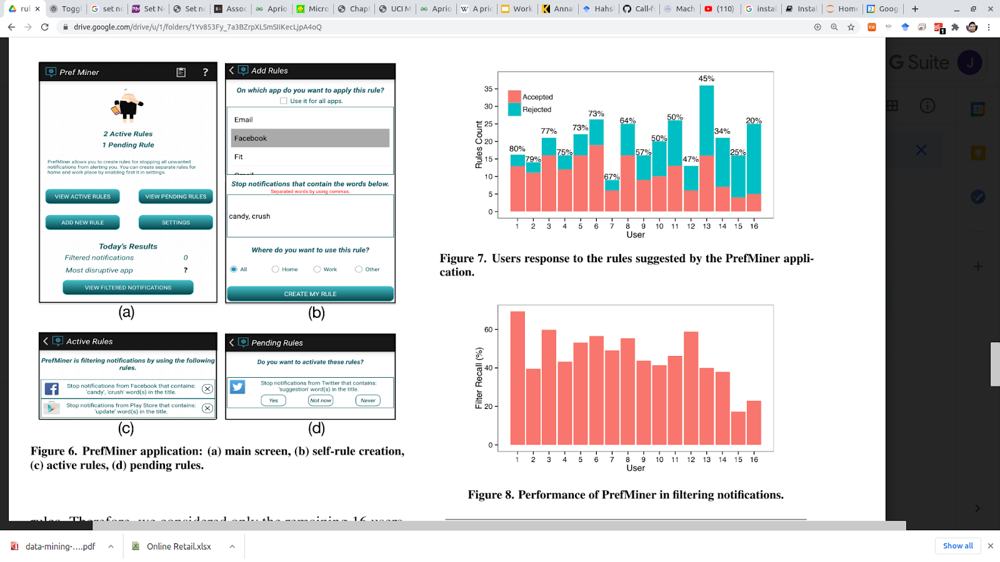 rul
Toggl
set no
Set No
Set no
Assoc
Aprio
Micro
Chapt
UCI M
Aprio
A pric
Work
Anna
Hahs
Call-f
Mach
(110)
instal
Instal
Home
Goog
drive.google.com/drive/u/1/folders/1Yv853Fy_7a3BZrpXLSmSIIKecLjpA4oQ
G Suite
J
Pref Miner
?
2 Active Rules
1 Pending Rule
PrefMiner allows you to create rules for stopping all unwanted
notifications from alerting you. You can create separate rules for
home and work place by enabling first it in settings.
VIEW ACTIVE RULES
VIEW PENDING RULES
ADD NEW RULE
SETTINGS
Today's Results
Filtered notifications 0
Most disruptive app ?
VIEW FILTERED NOTIFICATIONS
(a)
Add Rules
On which app do you want to apply this rule?
Use it for all apps.
Email
Facebook
Fit
Gmail
Stop notifications that contain the words below.
Separated words by using commas.
candy, crush
Where do you want to use this rule?
All Home Work Other
CREATE MY RULE
(b)
Active Rules
PrefMiner is filtering notifications by using the following
rules.
Stop notifications from Facebook that contains:
'candy', 'crush' word(s) in the title.
Stop notifications from Play Store that contains:
'update' word(s) in the title.
(c)
Pending Rules
Do you want to activate these rules?
Stop notifications from Twitter that contains:
'suggestion' word(s) in the title.
Yes Not now Never
(d)
Figure 6. PrefMiner application: (a) main screen, (b) self-rule creation,
(c) active rules, (d) pending rules.
rules. Therefore, we considered only the remaining 16 users
Accepted
Rejected
Rules Count
35
30
25
20
15
10
5
0
80% 79% 77% 75% 73% 73% 67% 64% 57% 50% 50% 47% 45% 34% 25% 20%
1 2 3 4 5 6 7 8 9 10 11 12 13 14 15 16
User
Figure 7. Users response to the rules suggested by the PrefMiner appli-
cation.
Filter Recall (%)
60
40
20
0
1 2 3 4 5 6 7 8 9 10 11 12 13 14 15 16
User
Figure 8. Performance of PrefMiner in filtering notifications.
31
data-mining-....pdf
Online Retail.xlsx
Show all